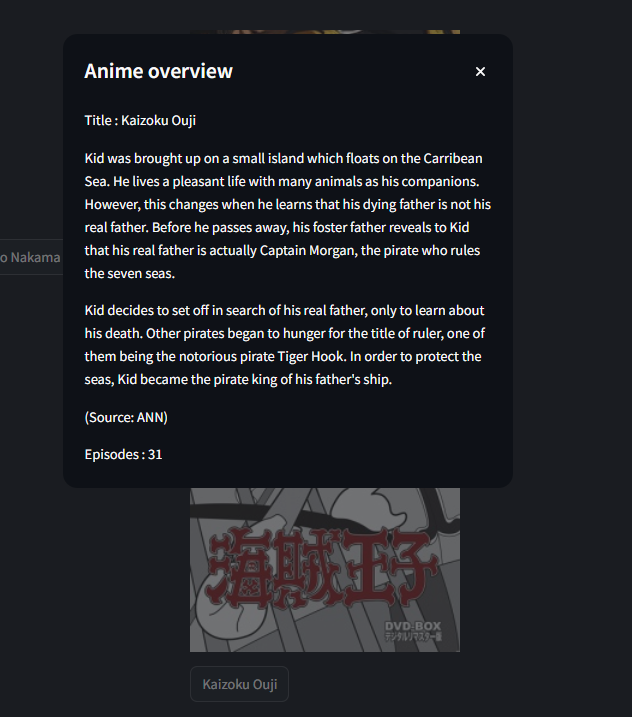 Anime overview
Title : Kaizoku Ouji
Kid was brought up on a small island which floats on the Carribean
Sea. He lives a pleasant life with many animals as his companions.
However, this changes when he learns that his dying father is not his
real father. Before he passes away, his foster father reveals to Kid
that his real father is actually Captain Morgan, the pirate who rules
the seven seas.
Kid decides to set off in search of his real father, only to learn about
his death. Other pirates began to hunger for the title of ruler, one of
them being the notorious pirate Tiger Hook. In order to protect the
seas, Kid became the pirate king of his father's ship.
(Source: ANN)
Episodes : 31
o Nakama
海賊王子
DVD-BOX
デジタルリマスター版
Kaizoku Ouji